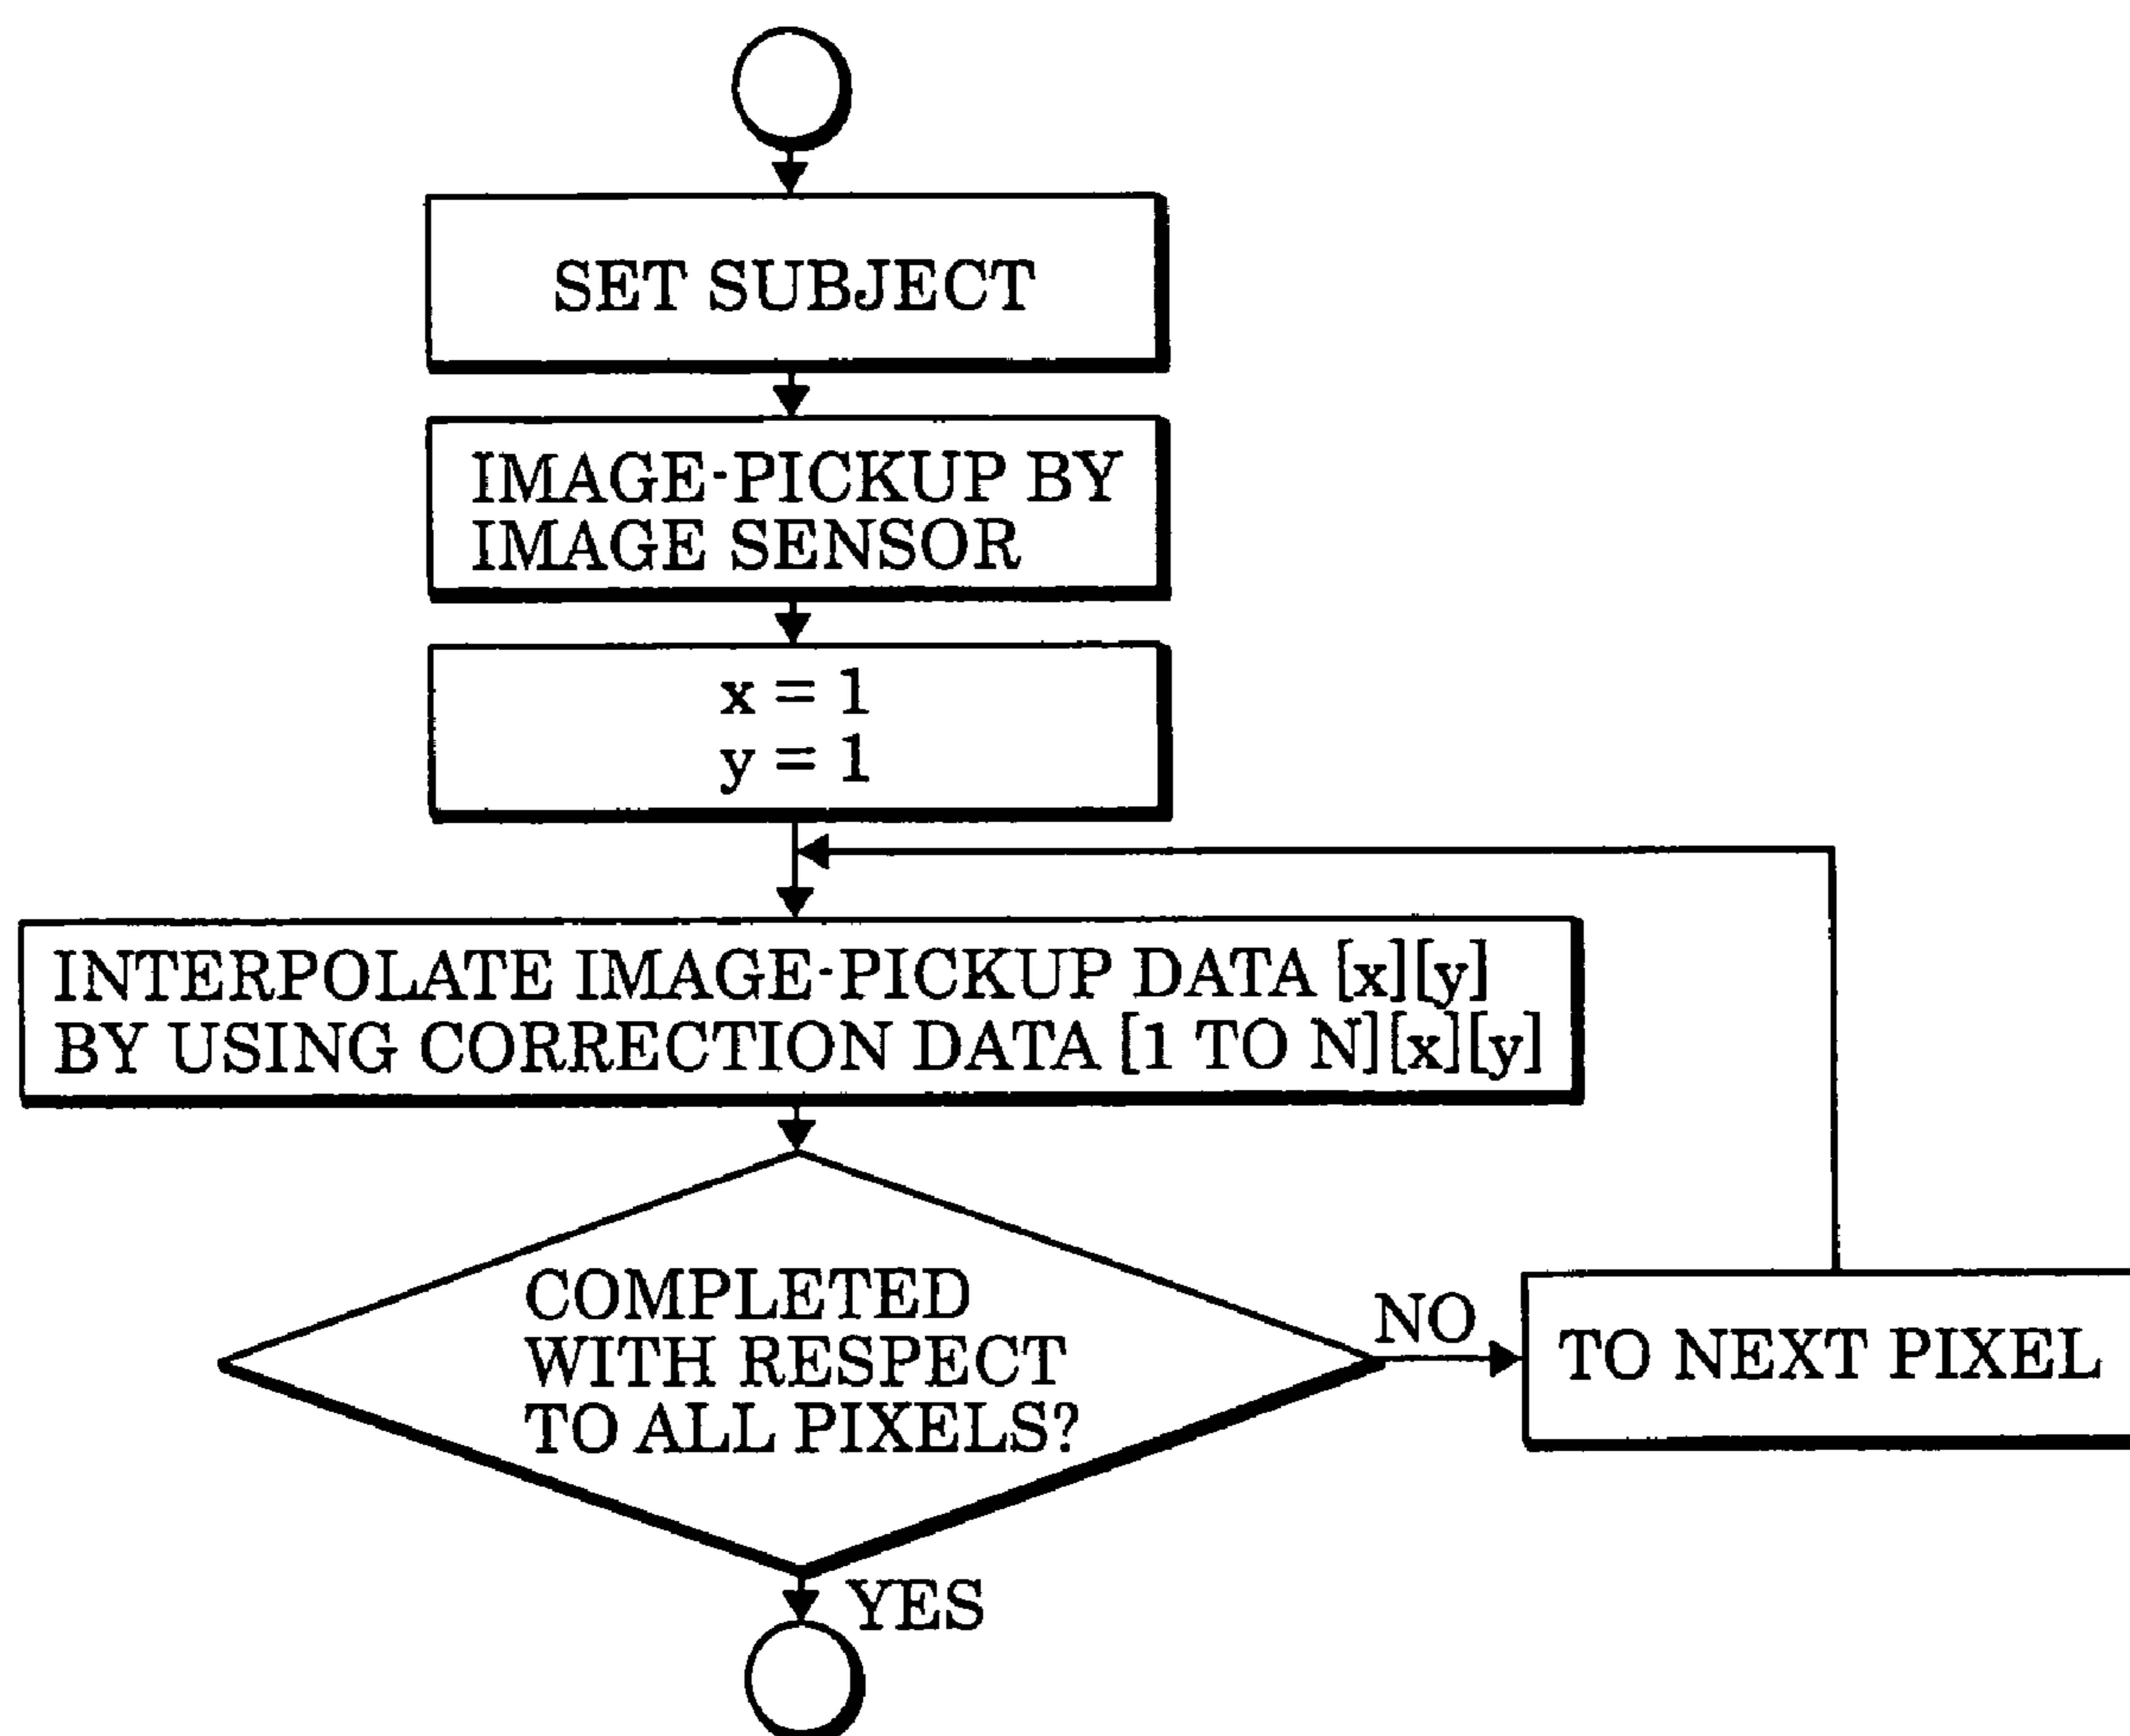 SET SUBJECT
IMAGE-PICKUP BY
IMAGE SENSOR
x = 1
y = 1
INTERPOLATE IMAGE-PICKUP DATA [x][y]
BY USING CORRECTION DATA [1 TO N][x][y]
COMPLETED
WITH RESPECT
TO ALL PIXELS?
NO
TO NEXT PIXEL
YES